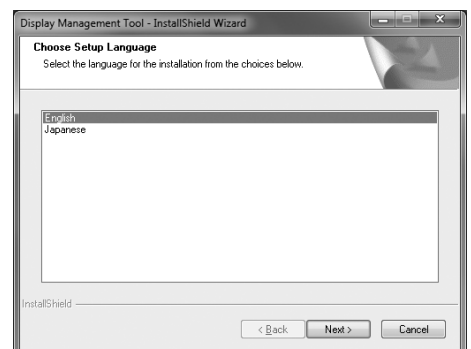 Display Management Tool - InstallShield Wizard
Choose Setup Language
Select the language for the installation from the choices below.
English
Japanese
InstallShield
< Back
Next >
Cancel